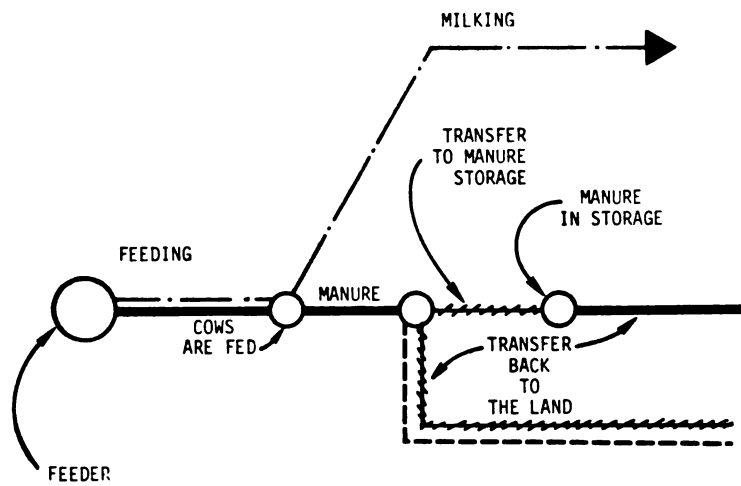 MILKING
TRANSFER
TO MANURE
STORAGE
MANURE
IN STORAGE
FEEDING
MANURE
COWS
ARE FED
TRANSFER
BACK
TO
THE LAND
FEEDER